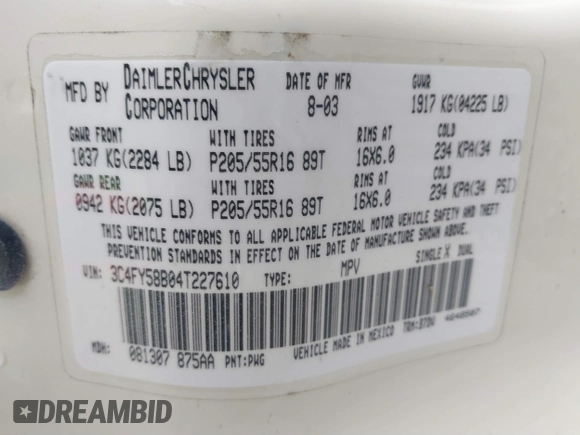 MFD BY DAIMLERCHRYSLER CORPORATION DATE OF MFR 8-03 GVWR 1917 KG(04225 LB)
GAWR FRONT WITH TIRES RIMS AT COLD
1037 KG(2284 LB) P205/55R16 89T 16X6.0 234 KPA(34 PSI)
GAWR REAR WITH TIRES RIMS AT COLD
0942 KG(2075 LB) P205/55R16 89T 16X6.0 234 KPA(34 PSI)
THIS VEHICLE CONFORMS TO ALL APPLICABLE FEDERAL MOTOR VEHICLE SAFETY AND THEFT
PREVENTION STANDARDS IN EFFECT ON THE DATE OF MANUFACTURE SHOWN ABOVE.
VIN: 3C4FY58B04T227610 TYPE: MPV SINGLE X DUAL
MDH: 081307 875AA PNT:PWG VEHICLE MADE IN MEXICO
DREAMBID